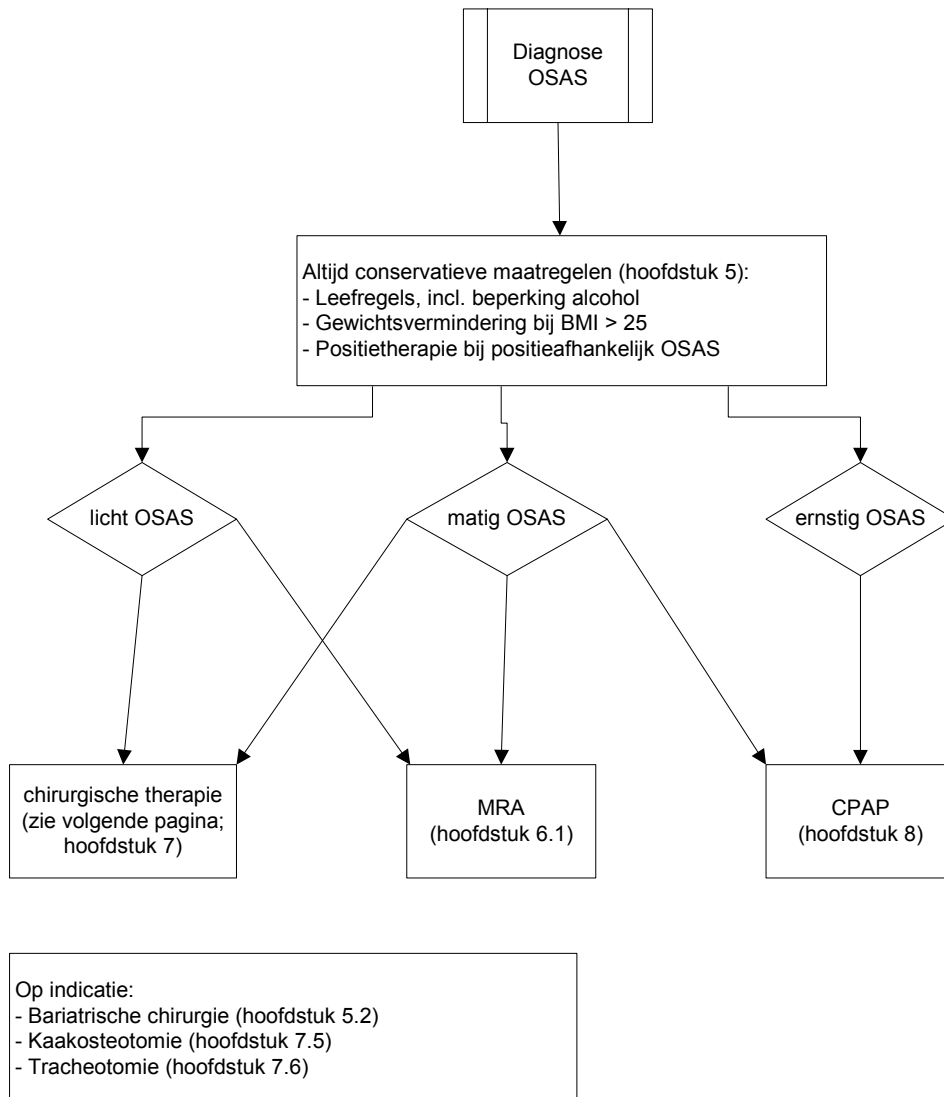 Diagnose
OSAS
Altijd conservatieve maatregelen (hoofdstuk 5):
- Leefregels, incl. beperking alcohol
- Gewichtsvermindering bij BMI > 25
- Positietherapie bij positieafhankelijk OSAS
licht OSAS
matig OSAS
ernstig OSAS
chirurgische therapie
(zie volgende pagina;
hoofdstuk 7)
MRA
(hoofdstuk 6.1)
CPAP
(hoofdstuk 8)
Op indicatie:
- Bariatrische chirurgie (hoofdstuk 5.2)
- Kaakosteotomie (hoofdstuk 7.5)
- Tracheotomie (hoofdstuk 7.6)